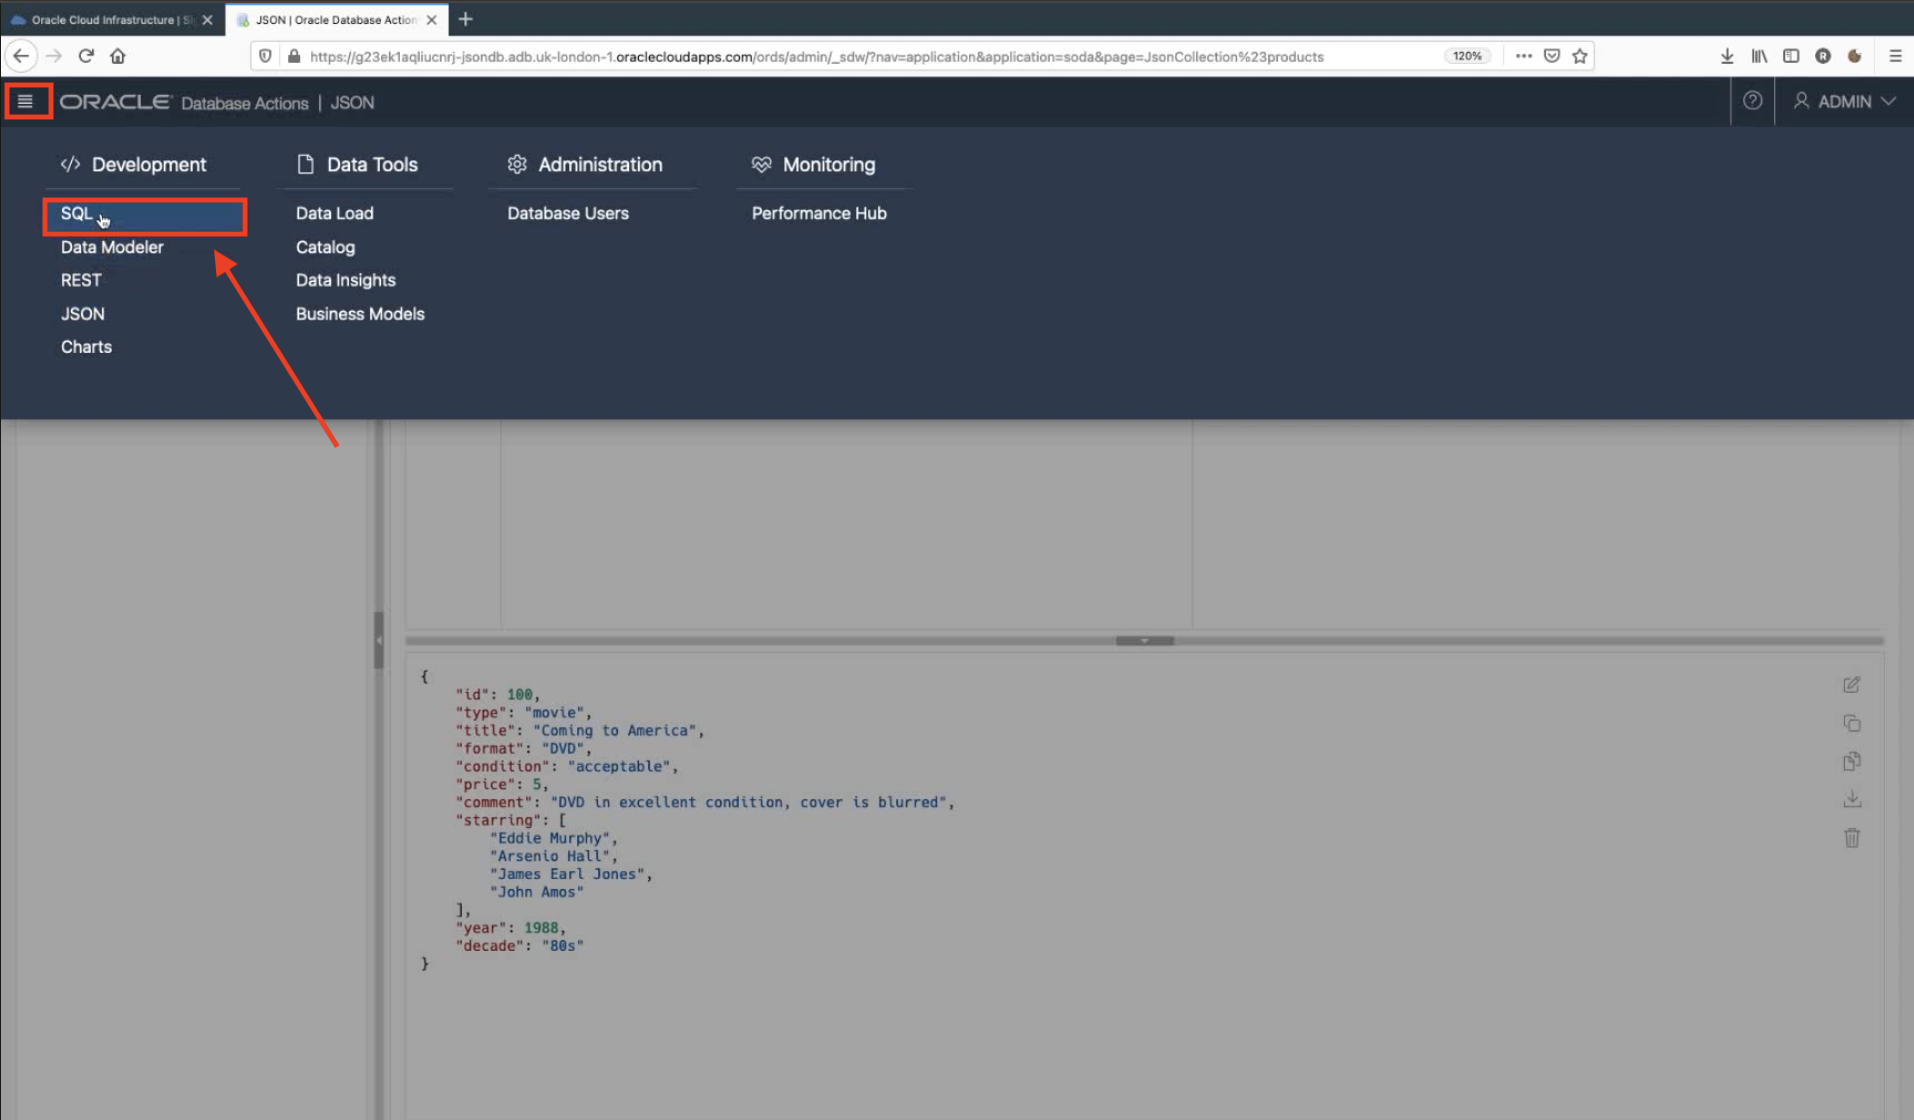 Oracle Cloud Infrastructure | Si
JSON | Oracle Database Action
https://g23ek1aqliucnrj-jsondb.adb.uk-london-1.oraclecloudapps.com/ords/admin/_sdw/?nav=application&application=soda&page=JsonCollection%23products
120%
ORACLE Database Actions | JSON
ADMIN
</> Development
Data Tools
Administration
Monitoring
SQL
Data Load
Database Users
Performance Hub
Data Modeler
Catalog
REST
Data Insights
JSON
Business Models
Charts
{
"id": 100,
"type": "movie",
"title": "Coming to America",
"format": "DVD",
"condition": "acceptable",
"price": 5,
"comment": "DVD in excellent condition, cover is blurred",
"starring": [
"Eddie Murphy",
"Arsenio Hall",
"James Earl Jones",
"John Amos"
],
"year": 1988,
"decade": "80s"
}